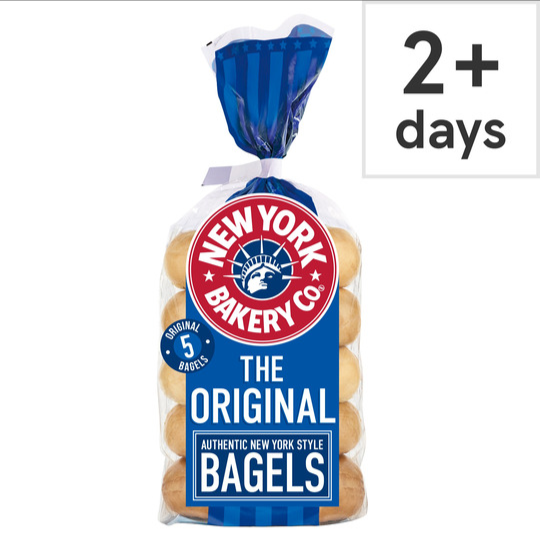 2+
days
NEW YORK
BAKERY CO.®
ORIGINAL
5
BAGELS
THE
ORIGINAL
AUTHENTIC NEW YORK STYLE
BAGELS